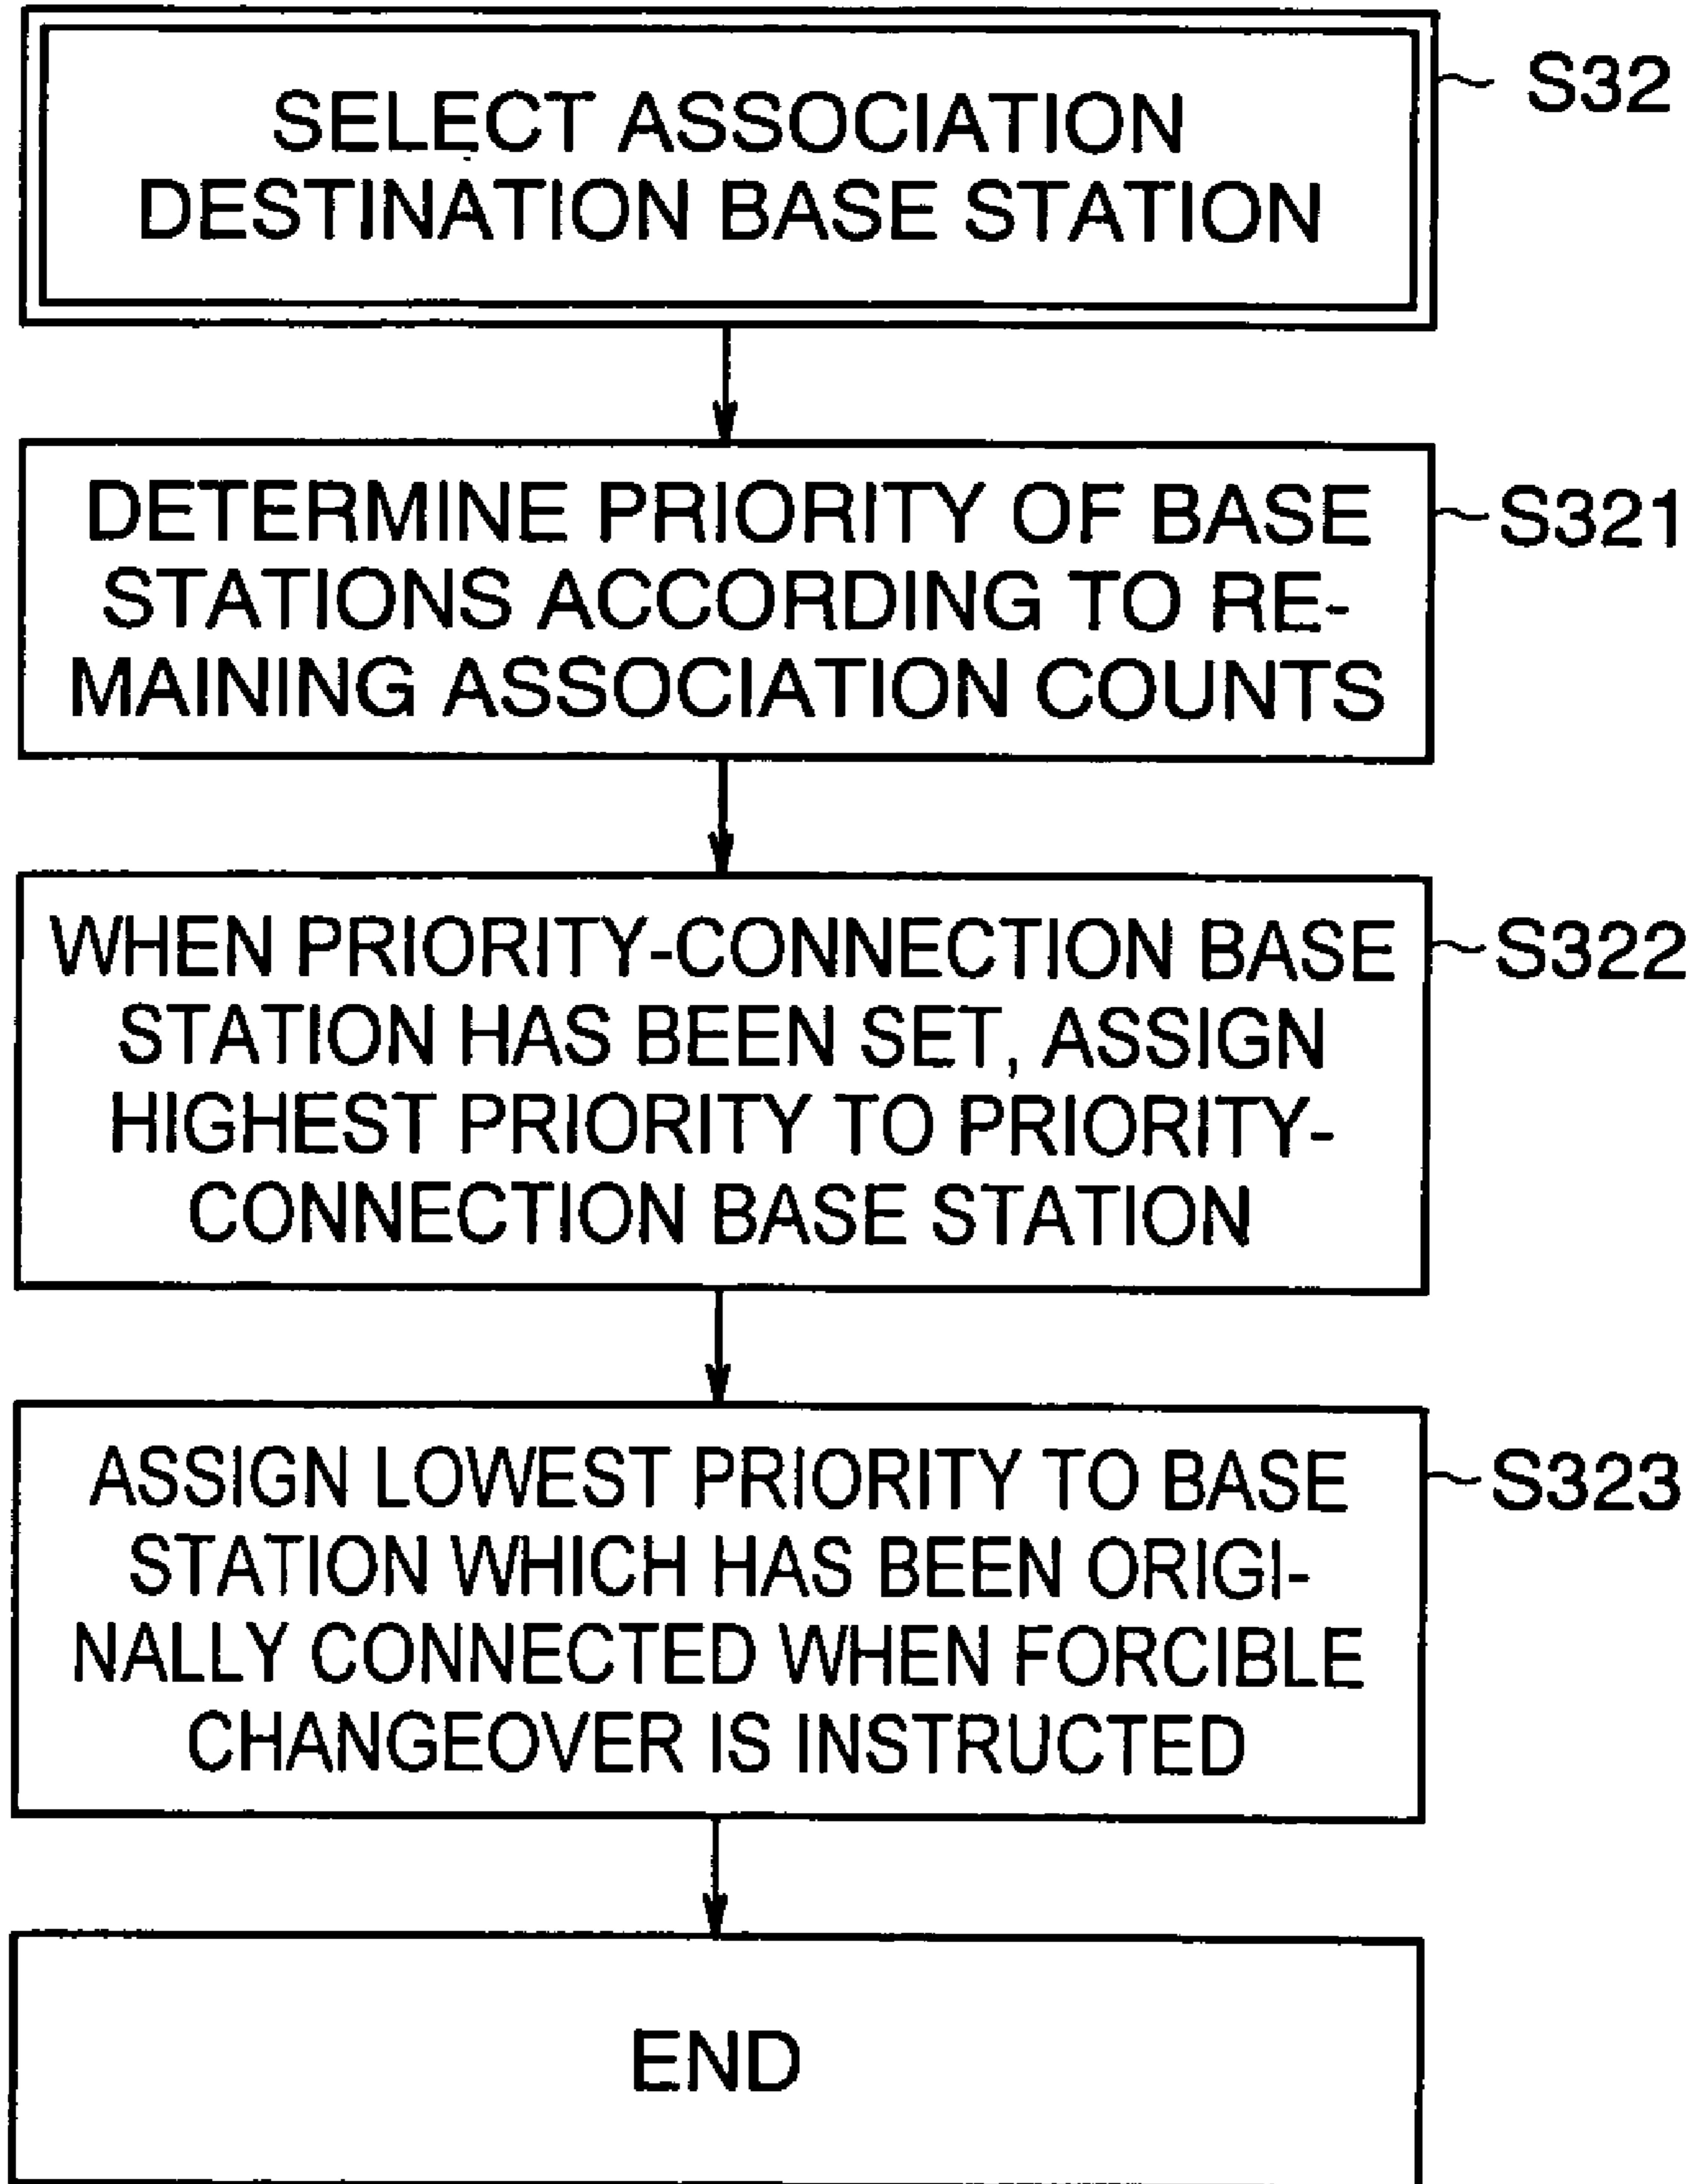 SELECT ASSOCIATION
DESTINATION BASE STATION
S32
DETERMINE PRIORITY OF BASE
STATIONS ACCORDING TO RE-
MAINING ASSOCIATION COUNTS
S321
WHEN PRIORITY-CONNECTION BASE
STATION HAS BEEN SET, ASSIGN
HIGHEST PRIORITY TO PRIORITY-
CONNECTION BASE STATION
S322
ASSIGN LOWEST PRIORITY TO BASE
STATION WHICH HAS BEEN ORIGI-
NALLY CONNECTED WHEN FORCIBLE
CHANGEOVER IS INSTRUCTED
S323
END